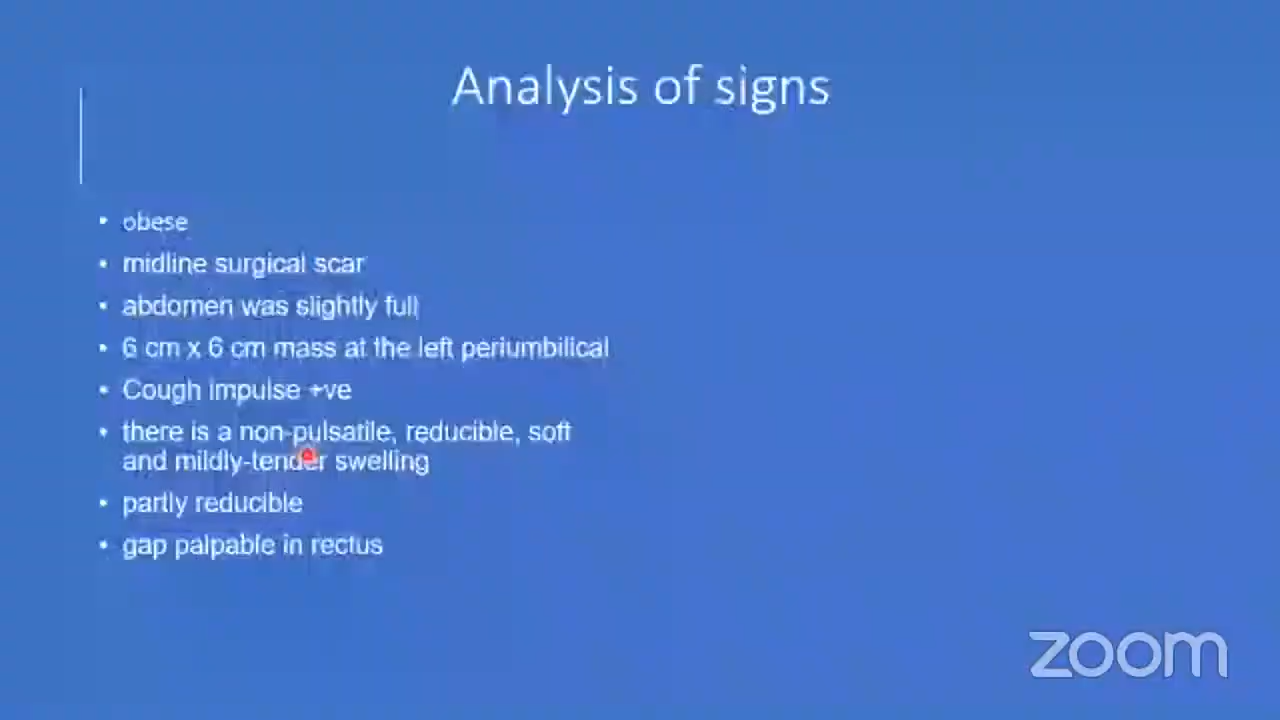 Analysis of signs
• obese
• midline surgical scar
• abdomen was slightly full
• 6 cm x 6 cm mass at the left periumbilical
• Cough impulse +ve
• there is a non-pulsatile, reducible, soft
and mildly-tender swelling
• partly reducible
• gap palpable in rectus
zoom